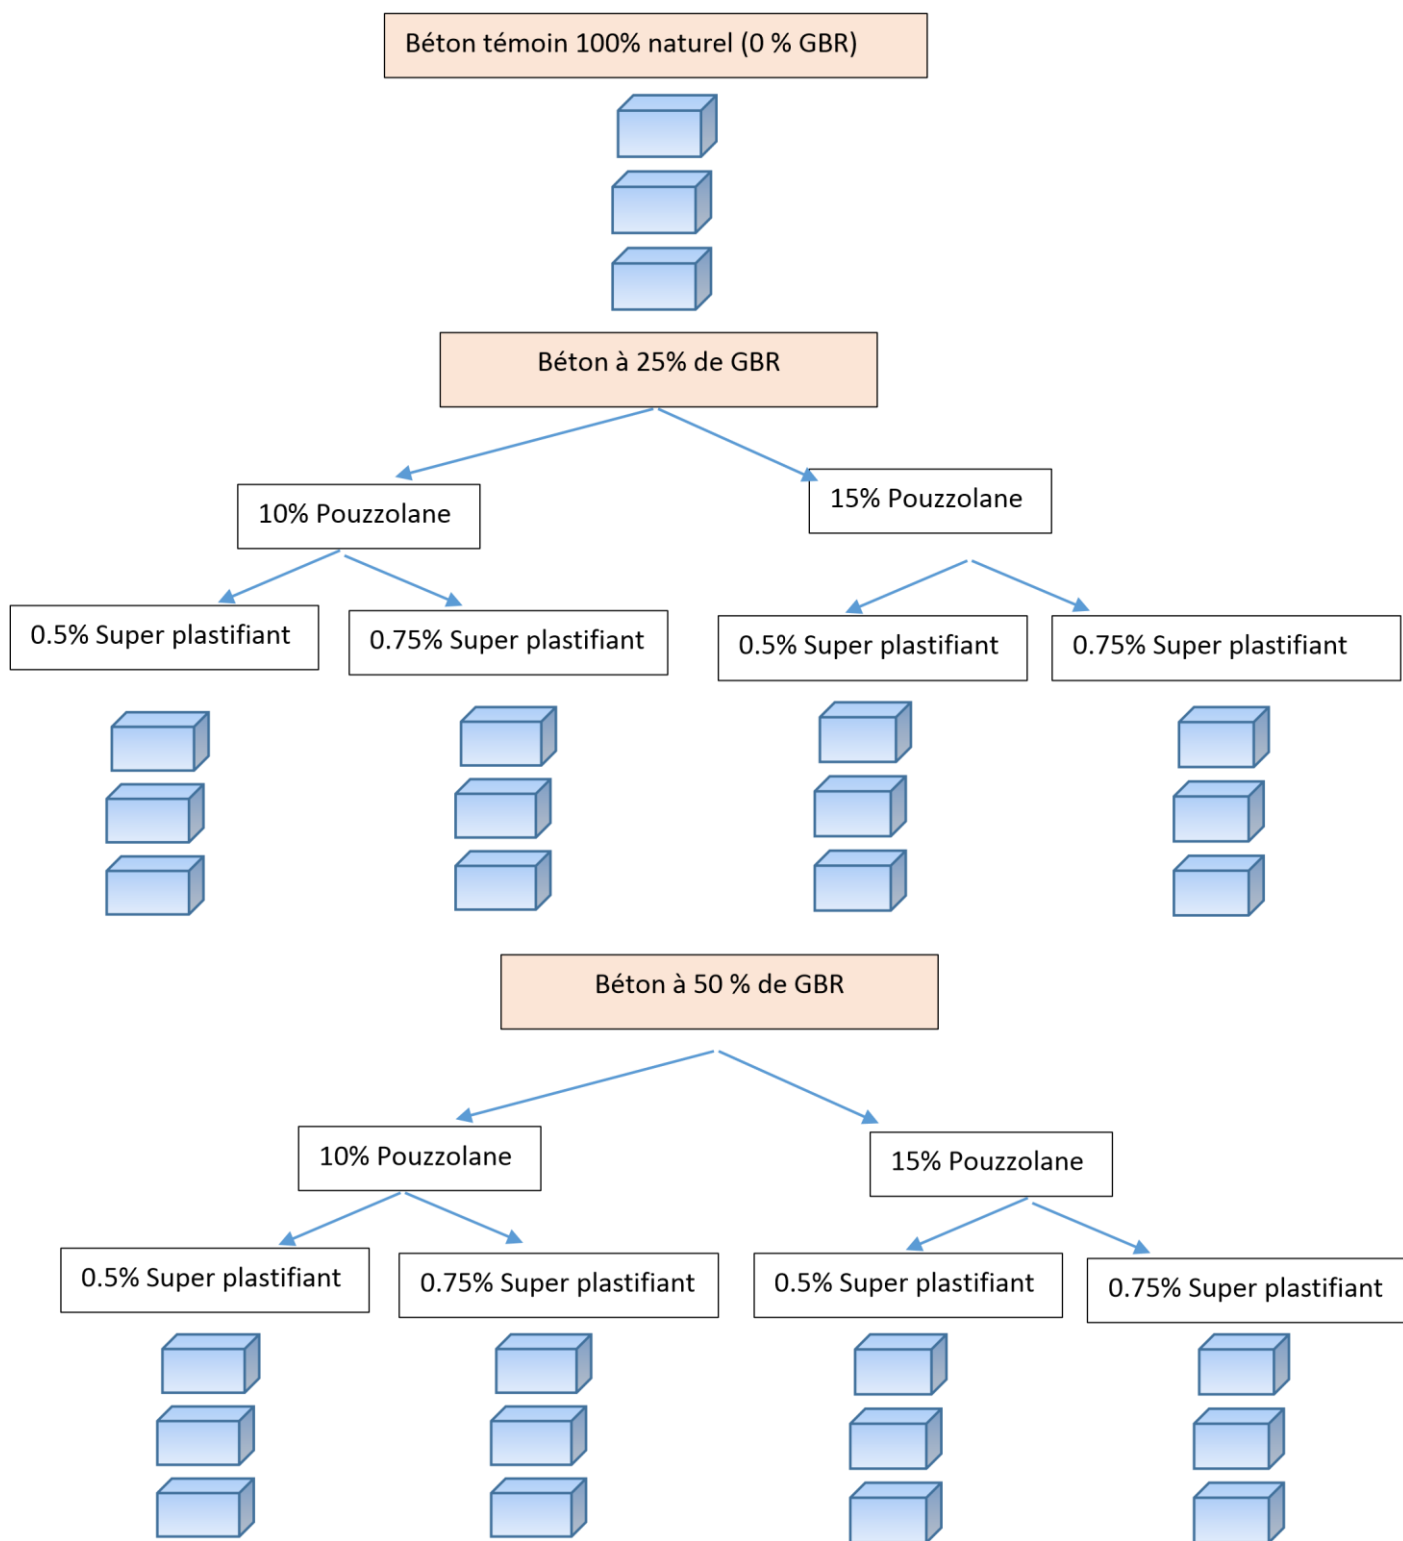 Béton témoin 100% naturel (0 % GBR)
Béton à 25% de GBR
10% Pouzzolane
15% Pouzzolane
0.5% Super plastifiant
0.75% Super plastifiant
0.5% Super plastifiant
0.75% Super plastifiant
Béton à 50 % de GBR
10% Pouzzolane
15% Pouzzolane
0.5% Super plastifiant
0.75% Super plastifiant
0.5% Super plastifiant
0.75% Super plastifiant